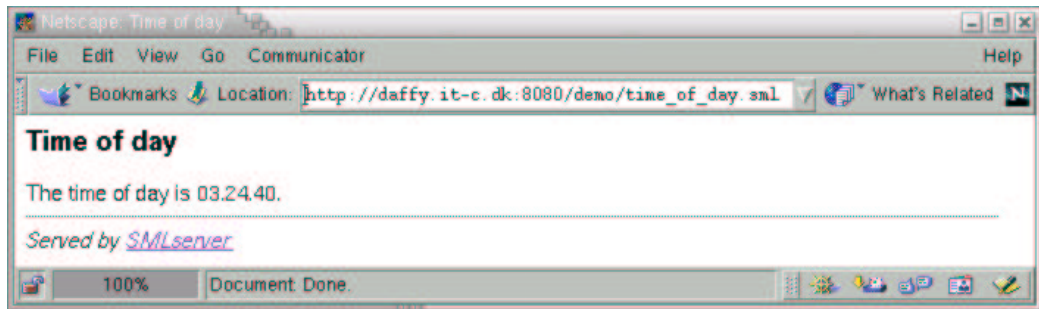 Netscape: Time of day
File Edit View Go Communicator Help
Bookmarks Location: http://daffy.it-c.dk:8080/demo/time_of_day.sml What's Related N
Time of day
The time of day is 03.24.40.
Served by SMLserver
100% Document: Done.